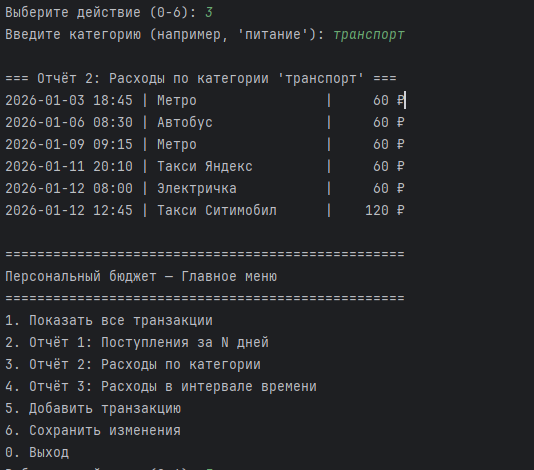 Выберите действие (0-6): 3
Введите категорию (например, 'питание'): транспорт
=== Отчёт 2: Расходы по категории 'транспорт' ===
2026-01-03 18:45 | Метро                |     60 ₽
2026-01-06 08:30 | Автобус              |     60 ₽
2026-01-09 09:15 | Метро                |     60 ₽
2026-01-11 20:10 | Такси Яндекс         |     60 ₽
2026-01-12 08:00 | Электричка           |     60 ₽
2026-01-12 12:45 | Такси Ситимобил      |    120 ₽
==================================================
Персональный бюджет — Главное меню
==================================================
1. Показать все транзакции
2. Отчёт 1: Поступления за N дней
3. Отчёт 2: Расходы по категории
4. Отчёт 3: Расходы в интервале времени
5. Добавить транзакцию
6. Сохранить изменения
0. Выход